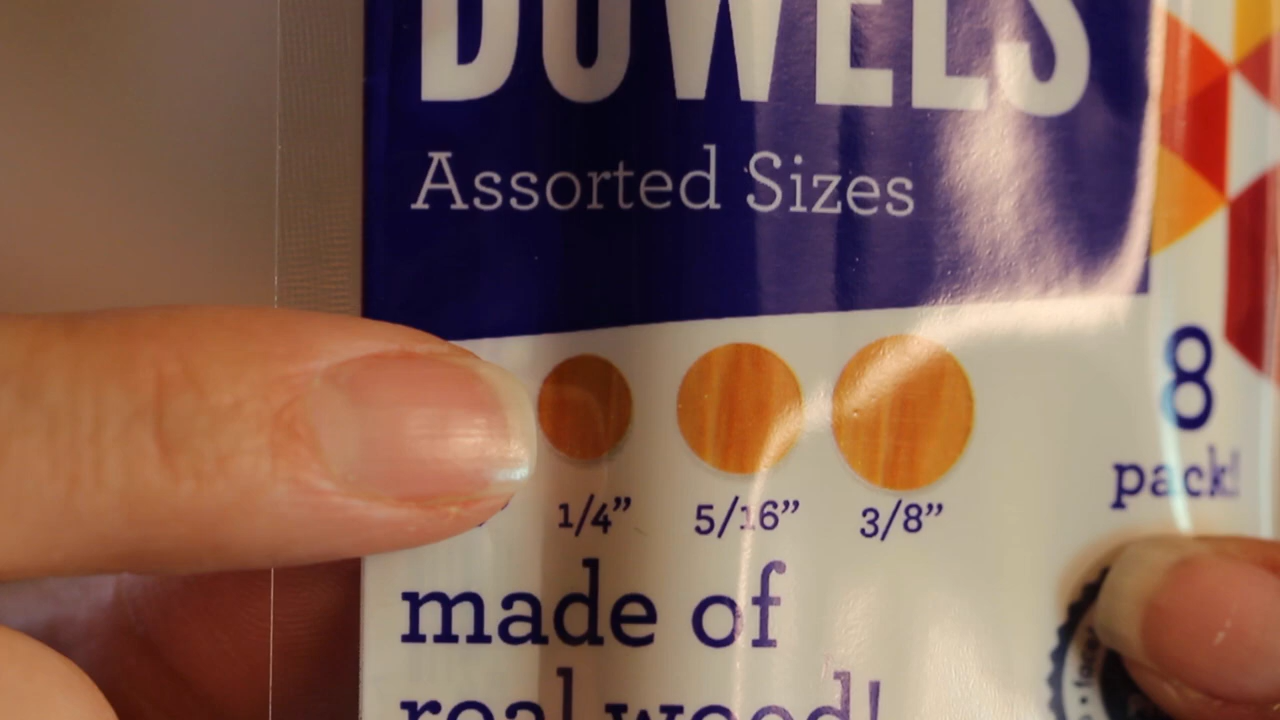 DOWELS
Assorted Sizes
8
pack!
1/4” 5/16” 3/8”
made of
real wood!